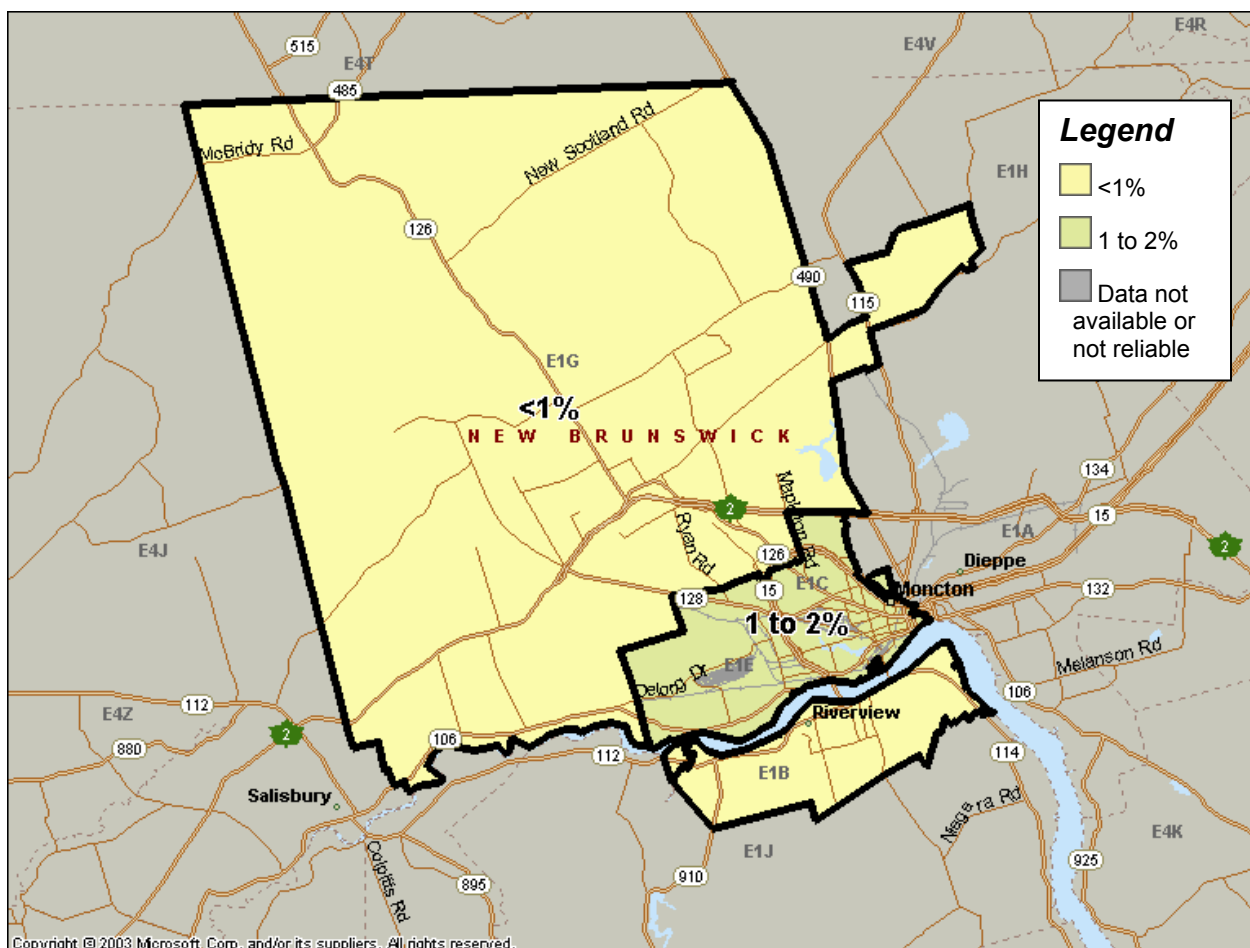 515
E4T
E4V
E4R
485
McBridy Rd
New Scotland Rd
Legend
<1%
1 to 2%
Data not
available or
not reliable
E1H
126
490
115
E1G
<1%
NEW BRUNSWICK
134
15
E1A
2
2
E4J
Mapleton Rd
Ryan Rd
126
E1C
Dieppe
Moncton
132
15
128
1 to 2%
E1E
Delong Dr
Melanson Rd
106
Riverview
112
E4Z
2
880
106
112
E1B
114
Salisbury
Niagara Rd
E1J
E4K
Colpitts Rd
895
910
925
Copyright © 2003 Microsoft Corp. and/or its suppliers. All rights reserved.